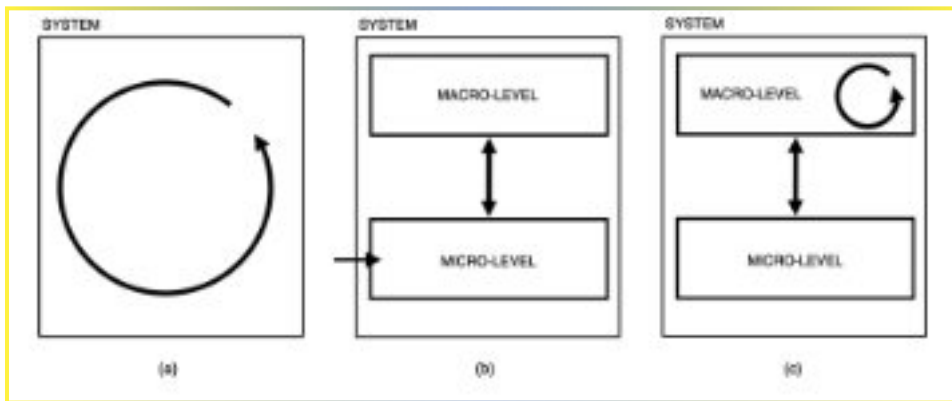 SYSTEM
SYSTEM
SYSTEM
MACRO-LEVEL
MACRO-LEVEL
MICRO-LEVEL
MICRO-LEVEL
(a)
(b)
(c)